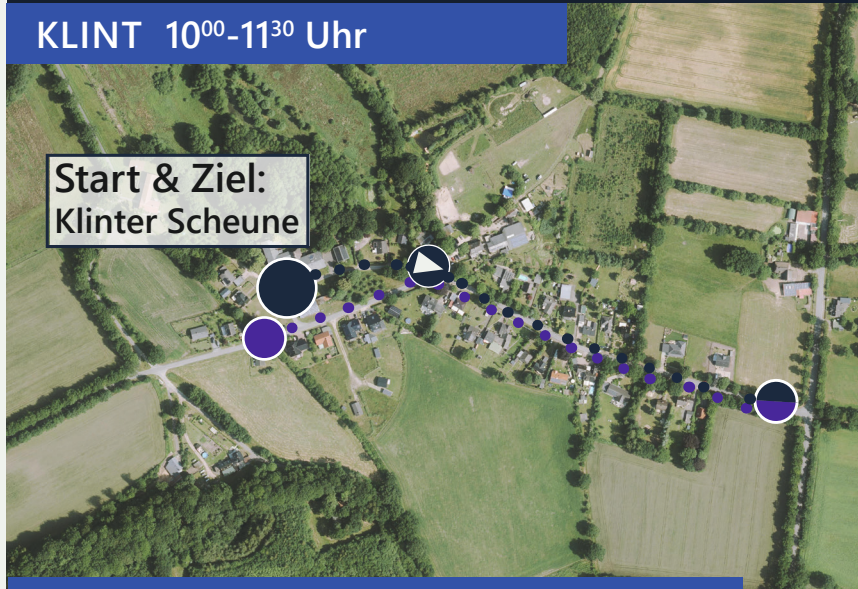 KLINT 10⁰⁰-11³⁰ Uhr
Start & Ziel:
Klinter Scheune